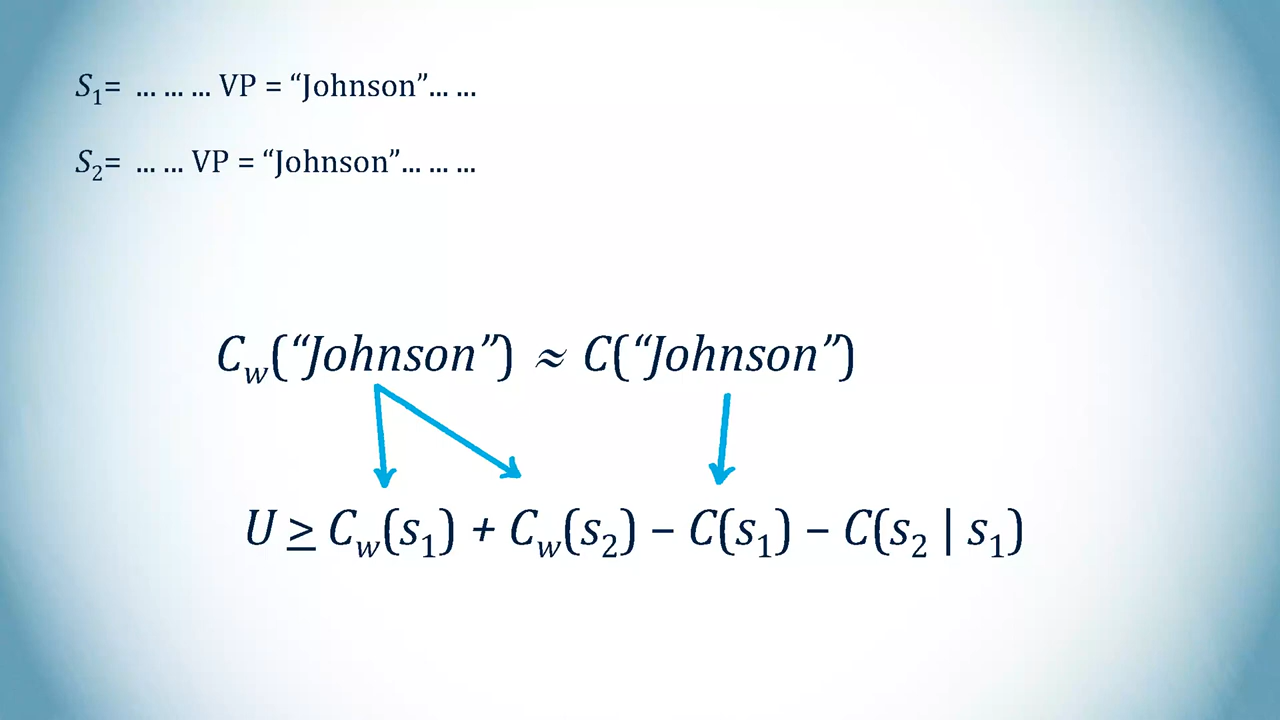 S₁= ... ... ... VP = “Johnson”... ...
S₂= ... ... VP = “Johnson”... ... ...
C_w(“Johnson”) ≈ C(“Johnson”)
U ≥ C_w(s₁) + C_w(s₂) – C(s₁) – C(s₂ | s₁)